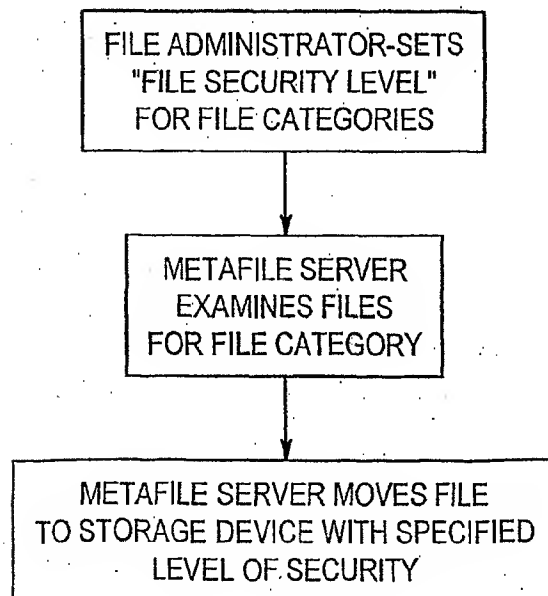 FILE ADMINISTRATOR-SETS
"FILE SECURITY LEVEL"
FOR FILE CATEGORIES
METAFILE SERVER
EXAMINES FILES
FOR FILE CATEGORY
METAFILE SERVER MOVES FILE
TO STORAGE DEVICE WITH SPECIFIED
LEVEL OF SECURITY